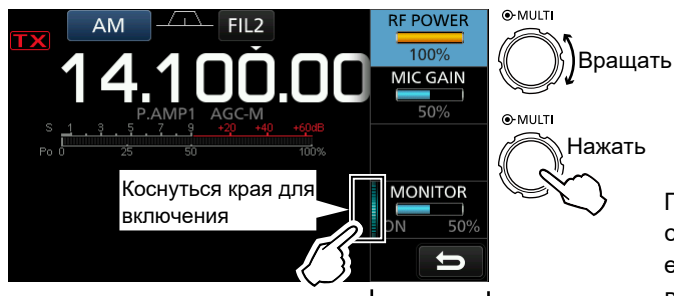 AM
FIL2
TX
14.100.00
P.AMP1 AGC-M
S 1 3 5 7 9 +20 +40 +60dB
Po 0 25 50 100%
RF POWER
100%
MIC GAIN
50%
MONITOR
ON 50%
Коснуться края для
включения
MULTI
Вращать
MULTI
Нажать